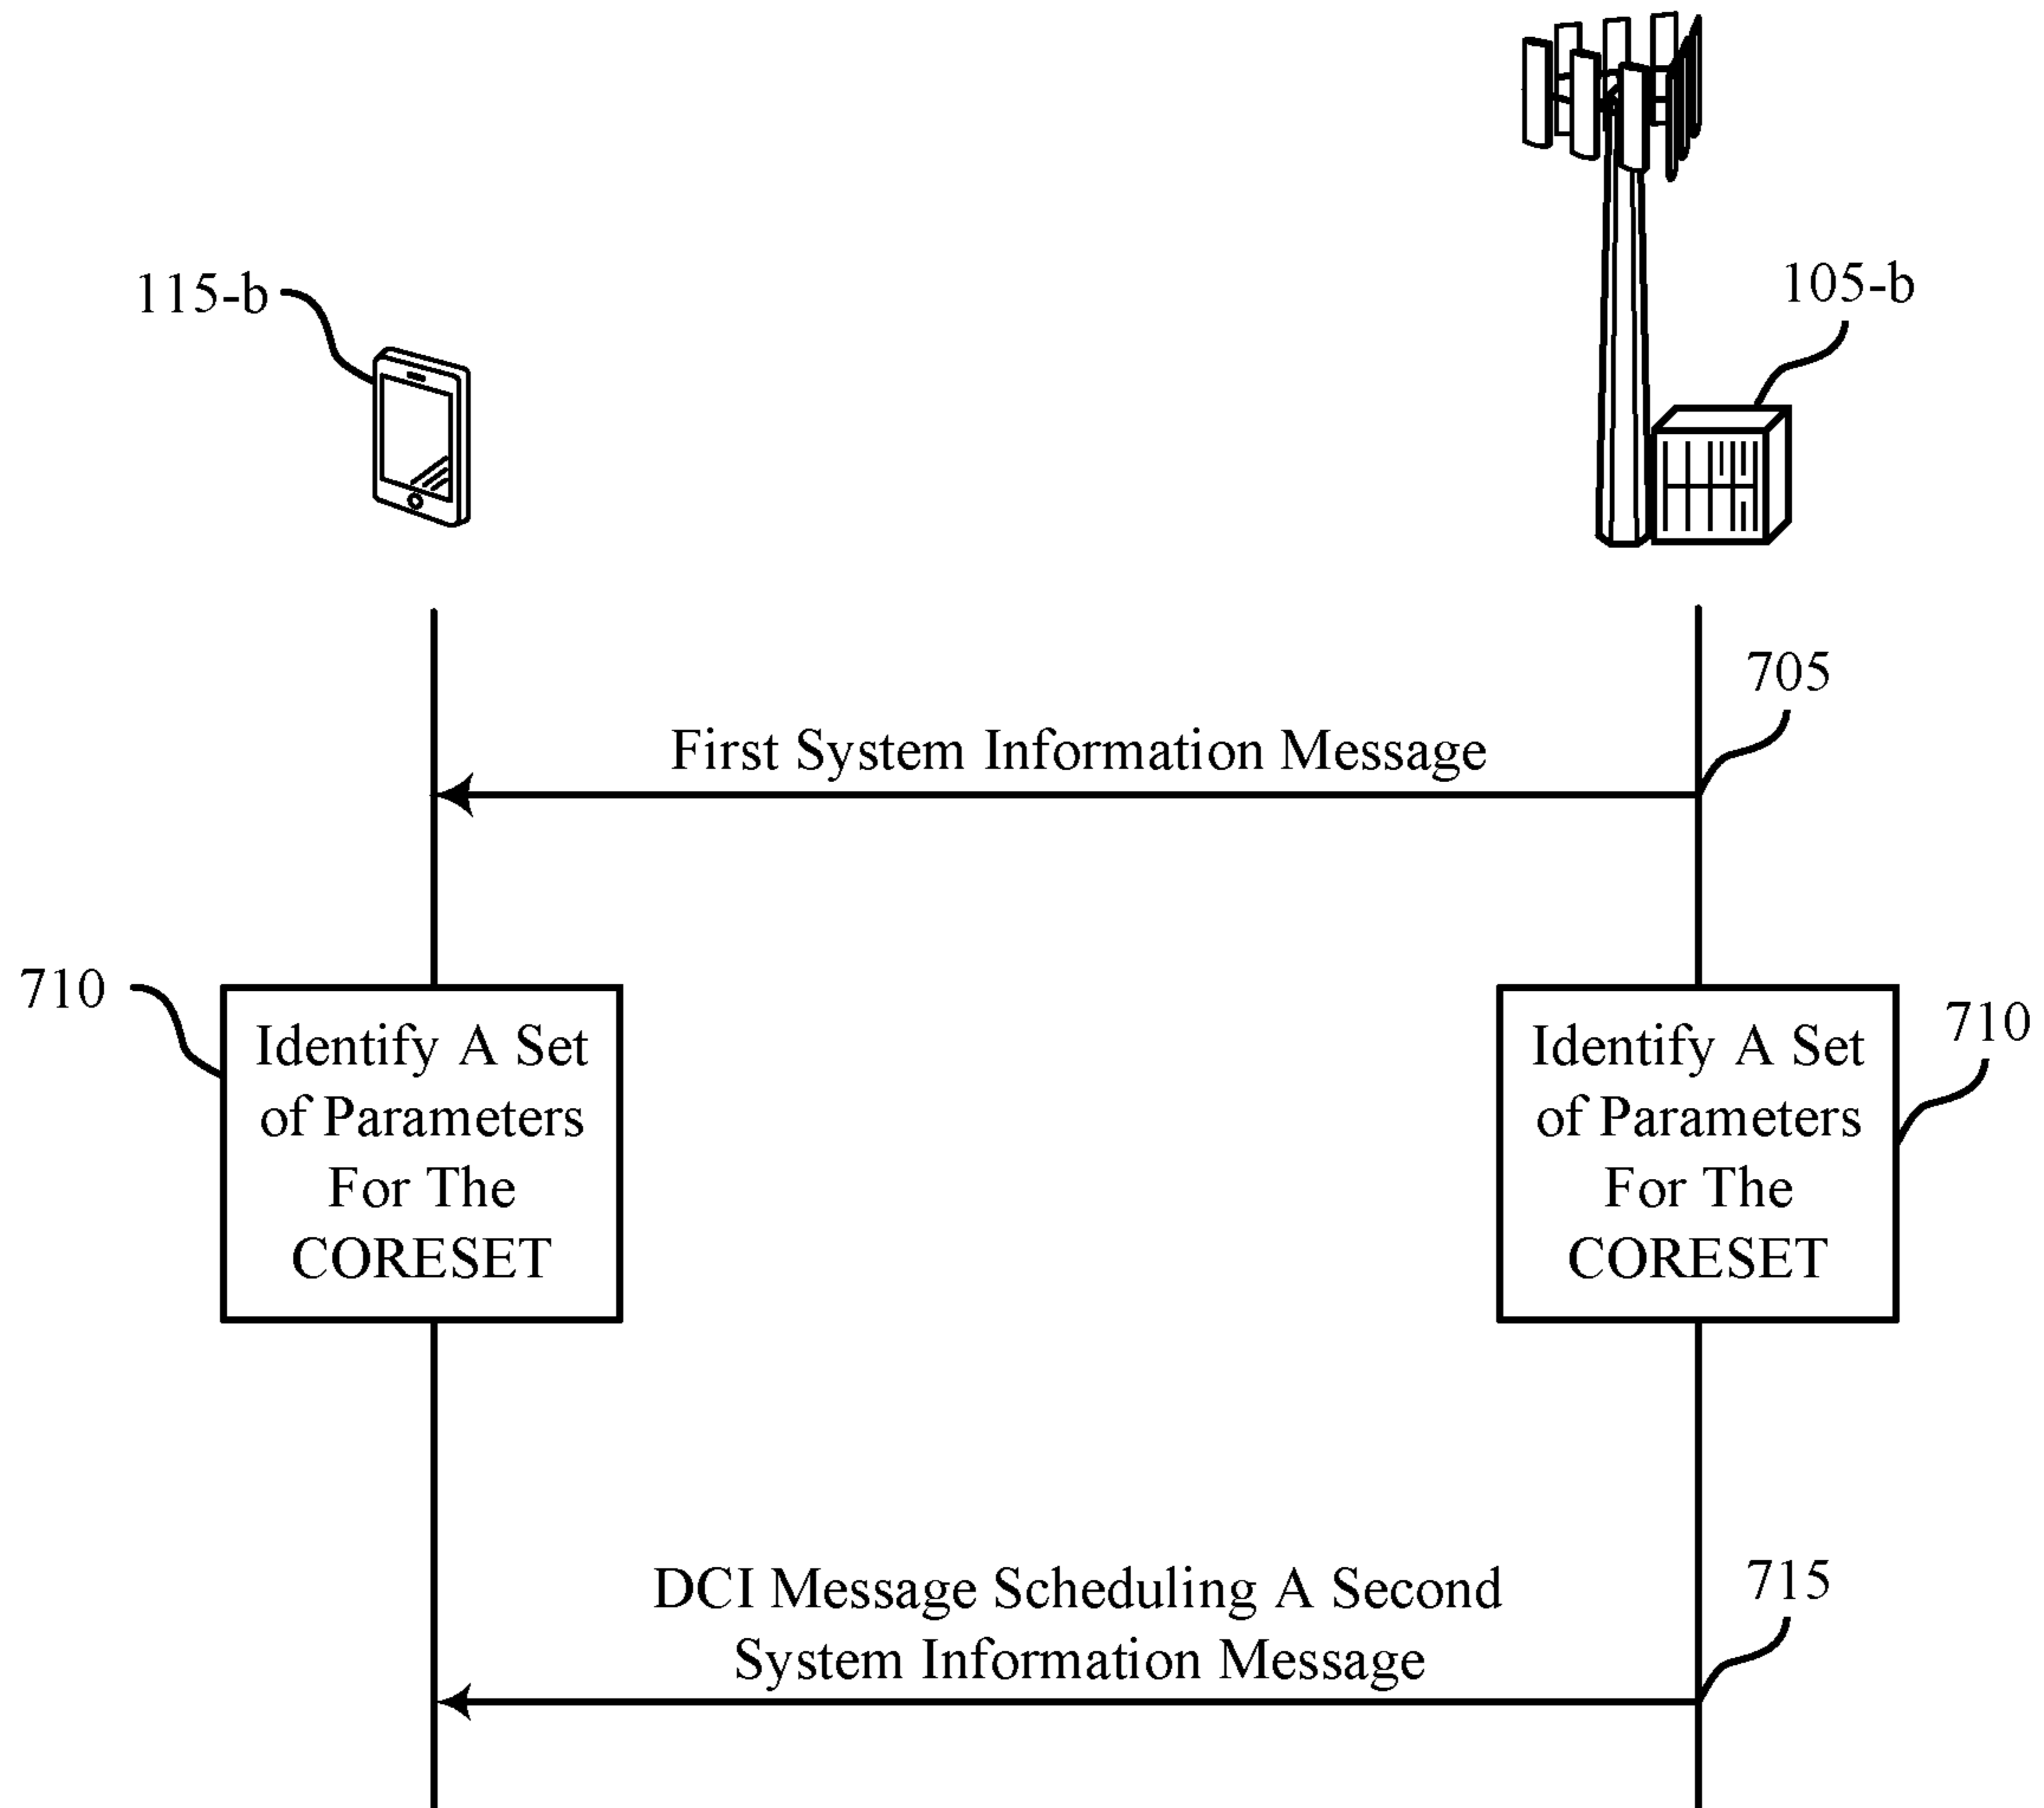 115-b
105-b
705
First System Information Message
710
Identify A Set
of Parameters
For The
CORESET
Identify A Set
of Parameters
For The
CORESET
710
DCI Message Scheduling A Second
System Information Message
715